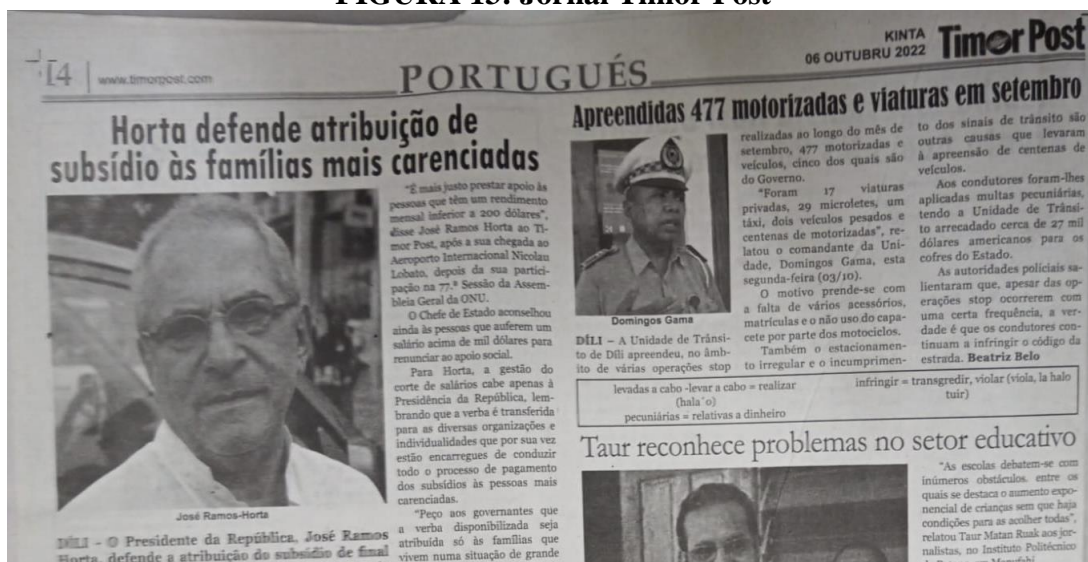 FIGURA 15: Jornal Timor Post
14 | www.timorpost.com
PORTUGUÉS
KINTA
06 OUTUBRU 2022
Timor Post
Horta defende atribuição de
subsídio às famílias mais carenciadas
José Ramos-Horta
DÍLI - O Presidente da República, José Ramos
Horta, defende a atribuição do subsídio de final
"É mais justo prestar apoio às
pessoas que têm um rendimento
mensal inferior a 200 dólares",
disse José Ramos Horta ao Ti-
mor Post, após a sua chegada ao
Aeroporto Internacional Nicolau
Lobato, depois da sua partici-
pação na 77.ª Sessão da Assem-
bleia Geral da ONU.
O Chefe de Estado aconselhou
ainda às pessoas que auferem um
salário acima de mil dólares para
renunciar ao apoio social.
Para Horta, a gestão do
corte de salários cabe apenas à
Presidência da República, lem-
brando que a verba é transferida
para as diversas organizações e
individualidades que por sua vez
estão encarregues de conduzir
todo o processo de pagamento
dos subsídios às pessoas mais
carenciadas.
"Peço aos governantes que
a verba disponibilizada seja
atribuída só às famílias que
vivem numa situação de grande
Apreendidas 477 motorizadas e viaturas em setembro
Domingos Gama
DÍLI – A Unidade de Trânsi-
to de Díli apreendeu, no âmb-
ito de várias operações stop
realizadas ao longo do mês de
setembro, 477 motorizadas e
veículos, cinco dos quais são
do Governo.
"Foram 17 viaturas
privadas, 29 microletes, um
táxi, dois veículos pesados e
centenas de motorizadas", re-
latou o comandante da Uni-
dade, Domingos Gama, esta
segunda-feira (03/10).
O motivo prende-se com
a falta de vários acessórios,
matrículas e o não uso do capa-
cete por parte dos motociclos.
Também o estacionamen-
to irregular e o incumprimen-
to dos sinais de trânsito são
outras causas que levaram
à apreensão de centenas de
veículos.
Aos condutores foram-lhes
aplicadas multas pecuniárias,
tendo a Unidade de Trânsi-
to arrecadado cerca de 27 mil
dólares americanos para os
cofres do Estado.
As autoridades policiais sa-
lientaram que, apesar das op-
erações stop ocorrerem com
uma certa frequência, a ver-
dade é que os condutores con-
tinuam a infringir o código da
estrada. Beatriz Belo
levadas a cabo -levar a cabo = realizar
(hala´o)
pecuniárias = relativas a dinheiro
infringir = transgredir, violar (viola, la halo
tuir)
Taur reconhece problemas no setor educativo
"As escolas debatem-se com
inúmeros obstáculos, entre os
quais se destaca o aumento expo-
nencial de crianças sem que haja
condições para as acolher todas",
relatou Taur Matan Ruak aos jor-
nalistas, no Instituto Politécnico